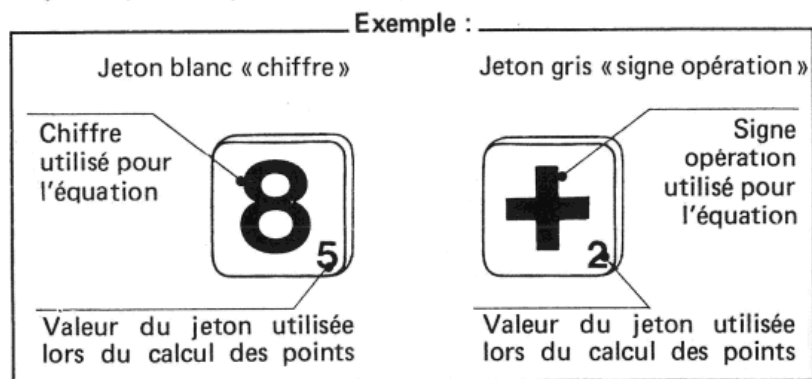 Exemple :
Jeton blanc «chiffre»
Chiffre
utilisé pour
l'équation
8
5
Valeur du jeton utilisée
lors du calcul des points
Jeton gris «signe opération»
Signe
opération
utilisé pour
l'équation
+
2
Valeur du jeton utilisée
lors du calcul des points